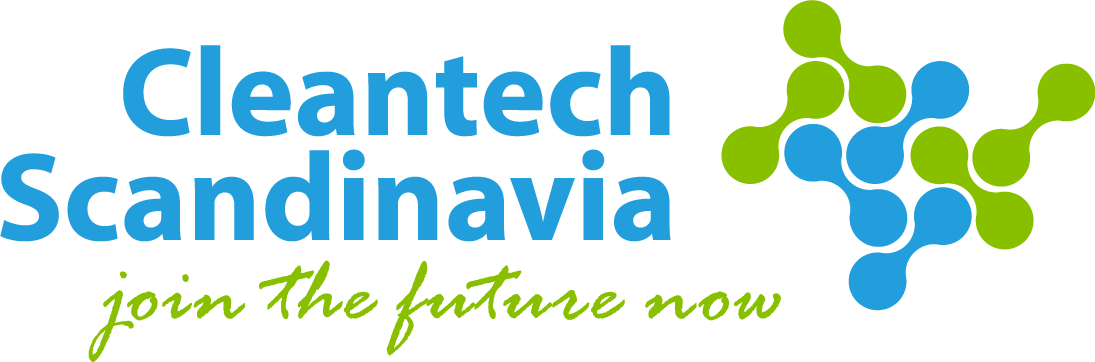 Cleantech
Scandinavia
join the future now